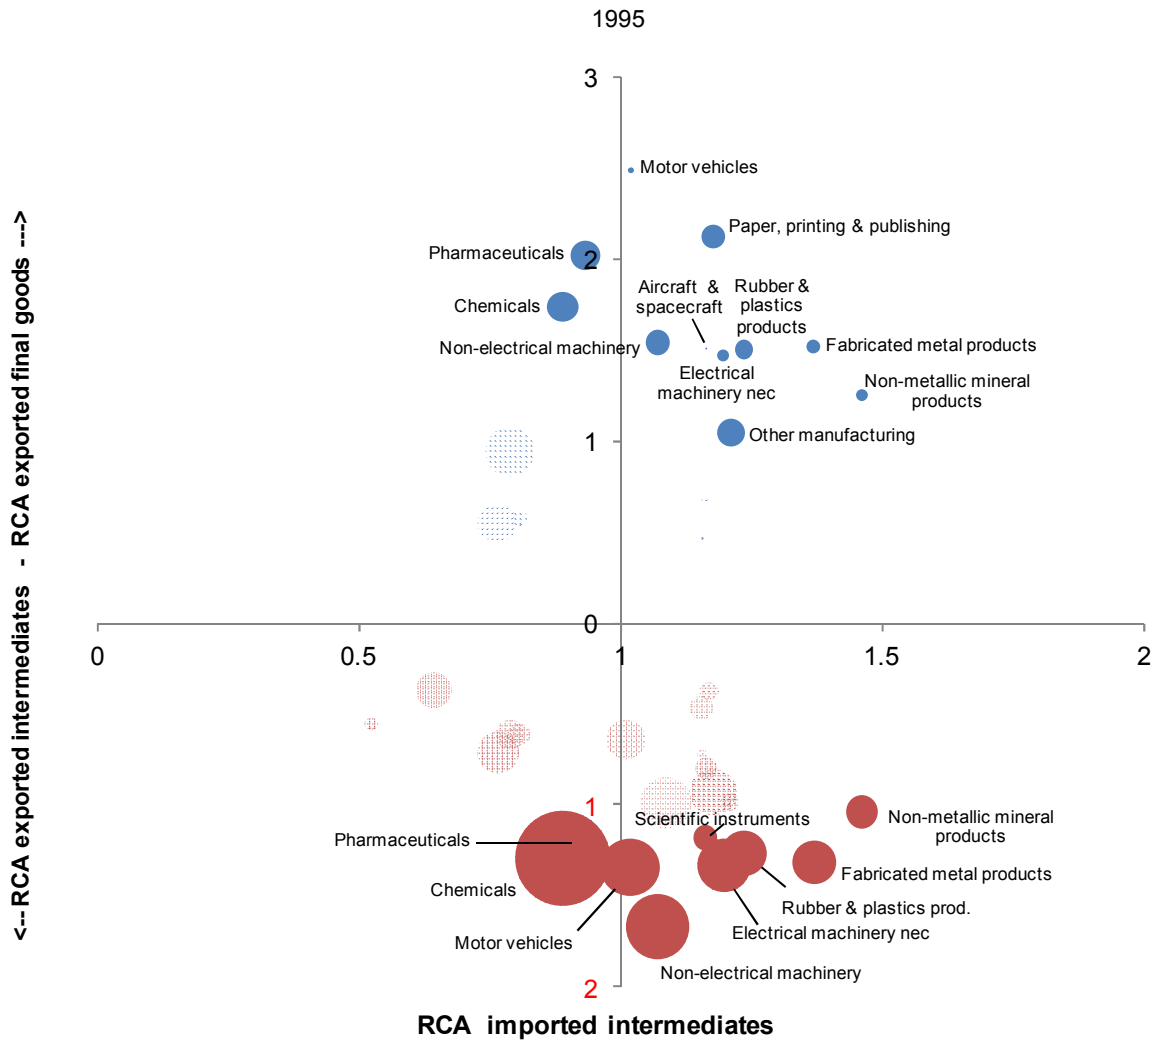 1995
3
Motor vehicles
Paper, printing & publishing
Pharmaceuticals
2
Aircraft &
spacecraft
Rubber &
plastics
products
Chemicals
Non-electrical machinery
Fabricated metal products
Electrical
machinery nec
Non-metallic mineral
products
Other manufacturing
1
0
0
0.5
1
1.5
2
1
Scientific instruments
Non-metallic mineral
products
Pharmaceuticals
Chemicals
Fabricated metal products
Rubber & plastics prod.
Electrical machinery nec
Motor vehicles
Non-electrical machinery
2
RCA imported intermediates
<-- RCA exported intermediates - RCA exported final goods --->